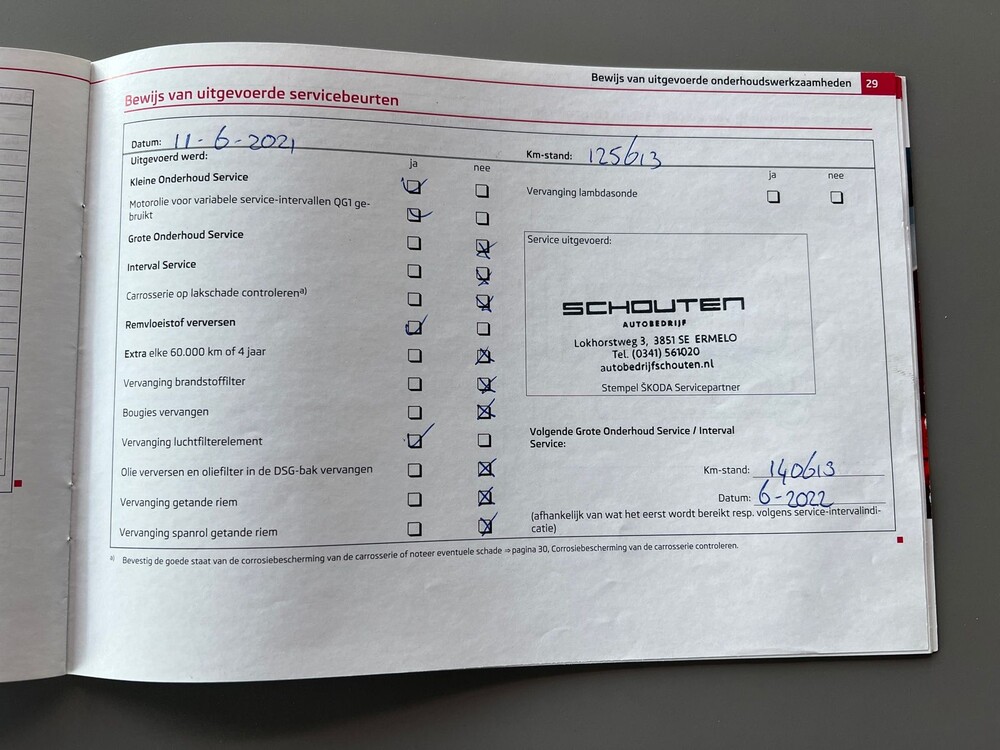 Bewijs van uitgevoerde onderhoudswerkzaamheden 29
Bewijs van uitgevoerde servicebeurten
Datum: 11-6-2021
Km-stand: 125613
Uitgevoerd werd:
ja nee
Kleine Onderhoud Service
Motorolie voor variabele service-intervallen QG1 ge-
bruikt
Grote Onderhoud Service
Interval Service
Carrosserie op lakschade controleren a)
Remvloeistof verversen
Extra elke 60.000 km of 4 jaar
Vervanging brandstoffilter
Bougies vervangen
Vervanging luchtfilterelement
Olie verversen en oliefilter in de DSG-bak vervangen
Vervanging getande riem
Vervanging spanrol getande riem
ja nee
Vervanging lambdasonde
Service uitgevoerd:
SCHOUTEN
AUTOBEDRIJF
Lokhorstweg 3, 3851 SE ERMELO
Tel. (0341) 561020
autobedrijfschouten.nl
Stempel ŠKODA Servicepartner
Volgende Grote Onderhoud Service / Interval
Service:
Km-stand: 140613
Datum: 6-2022
(afhankelijk van wat het eerst wordt bereikt resp. volgens service-intervalindi-
catie)
a) Bevestig de goede staat van de corrosiebescherming van de carrosserie of noteer eventuele schade ⇒ pagina 30, Corrosiebescherming van de carrosserie controleren.